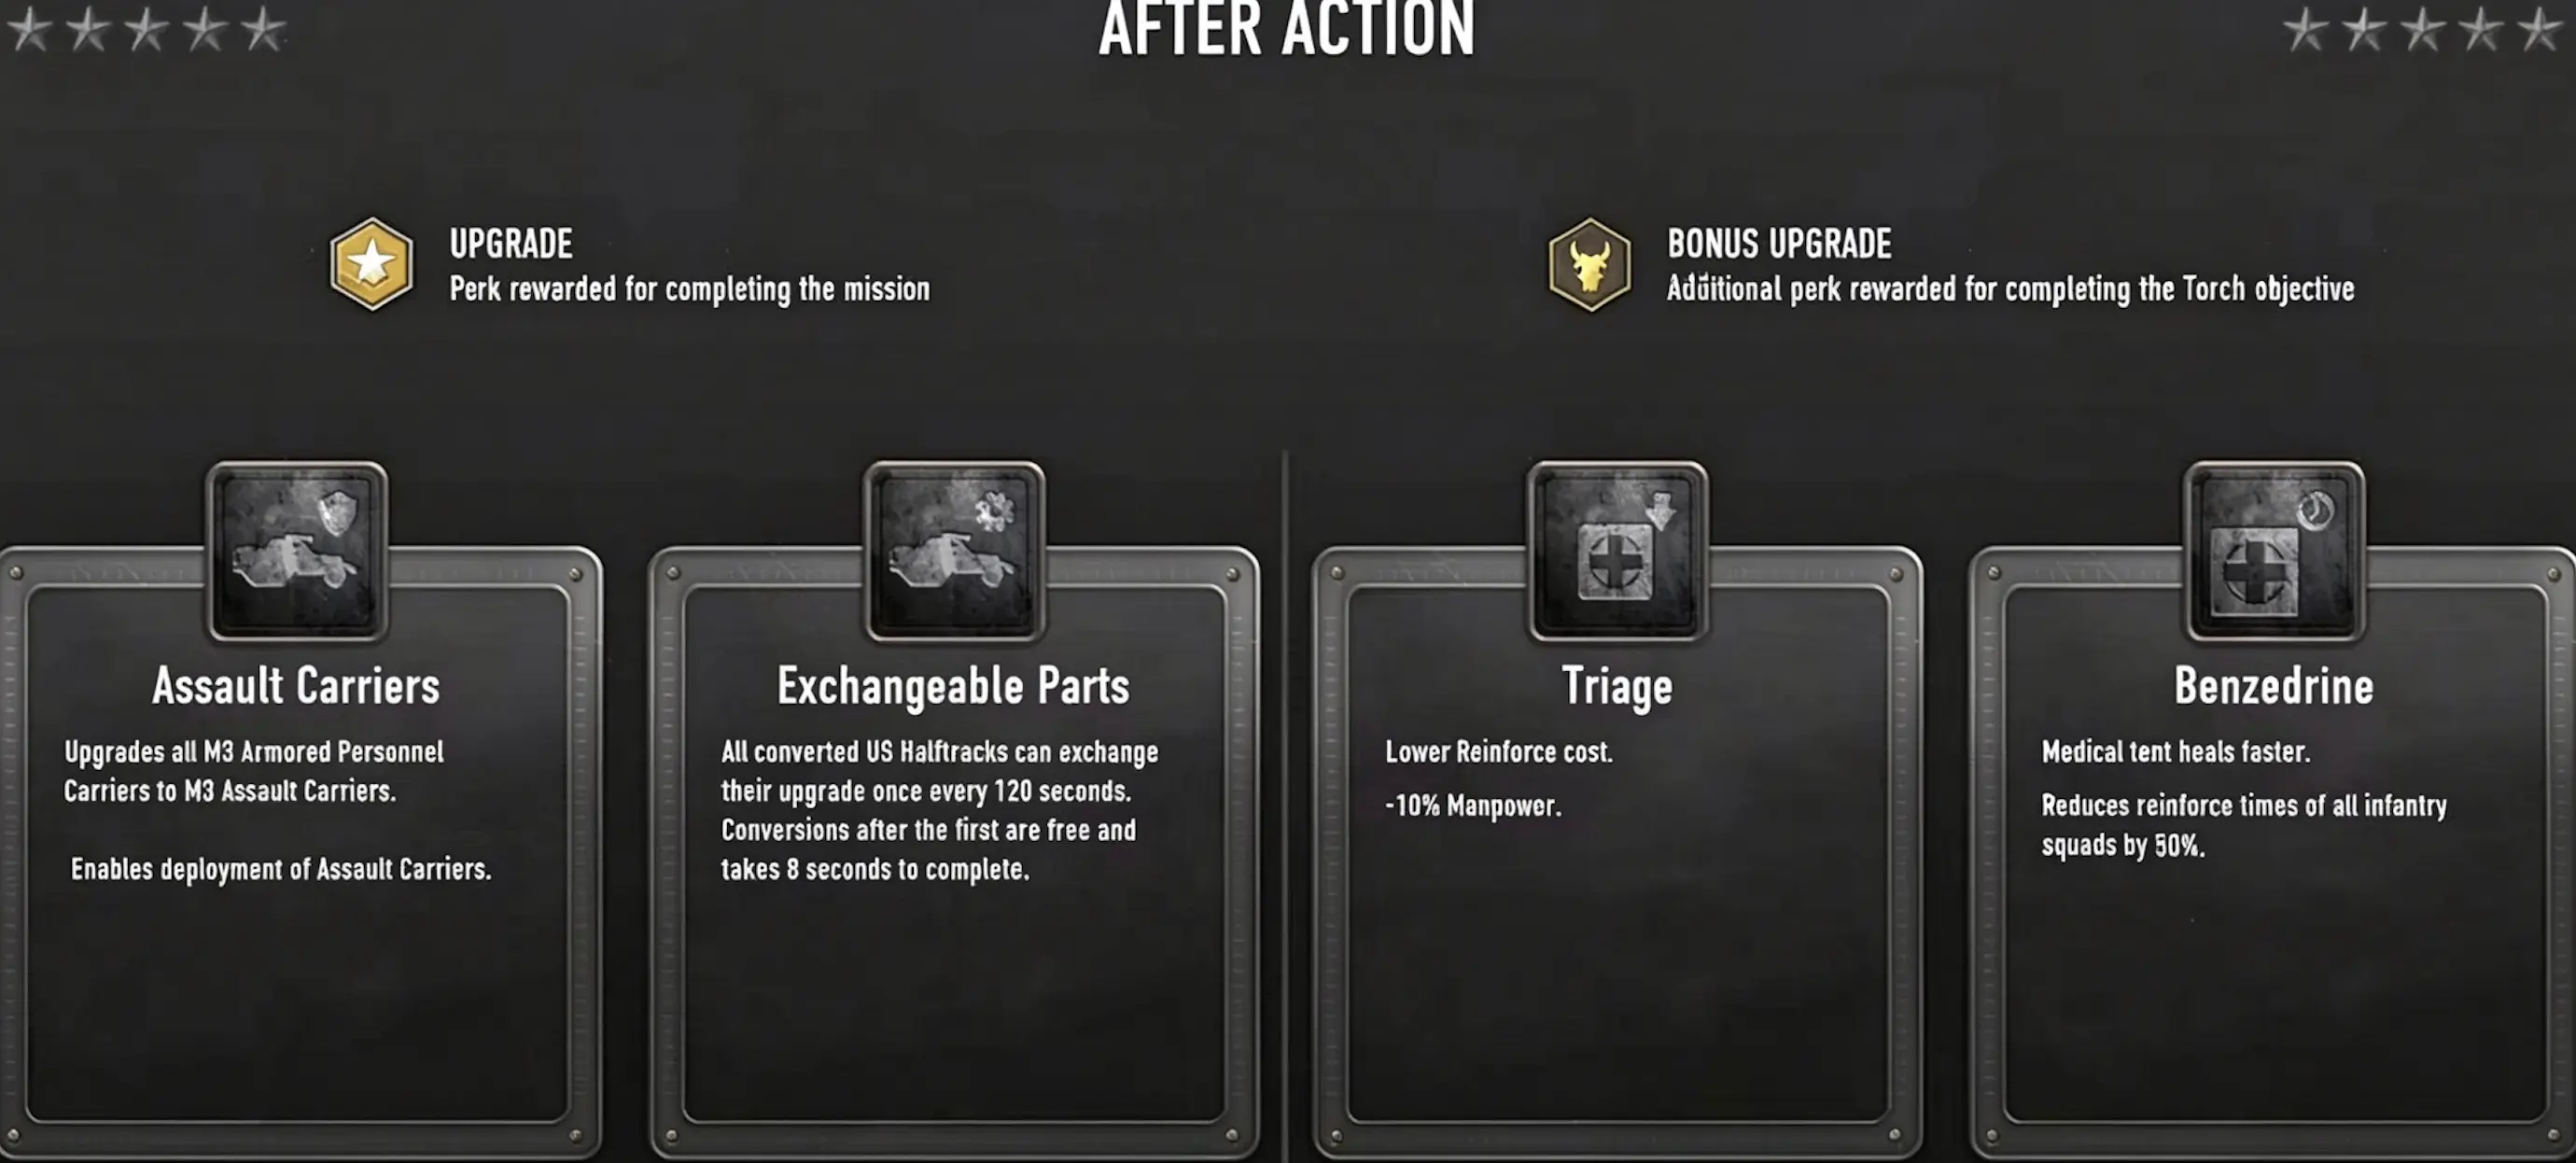 AFTER ACTION
UPGRADE
Perk rewarded for completing the mission
BONUS UPGRADE
Additional perk rewarded for completing the Torch objective
Assault Carriers
Upgrades all M3 Armored Personnel
Carriers to M3 Assault Carriers.
Enables deployment of Assault Carriers.
Exchangeable Parts
All converted US Halftracks can exchange
their upgrade once every 120 seconds.
Conversions after the first are free and
takes 8 seconds to complete.
Triage
Lower Reinforce cost.
-10% Manpower.
Benzedrine
Medical tent heals faster.
Reduces reinforce times of all infantry
squads by 50%.